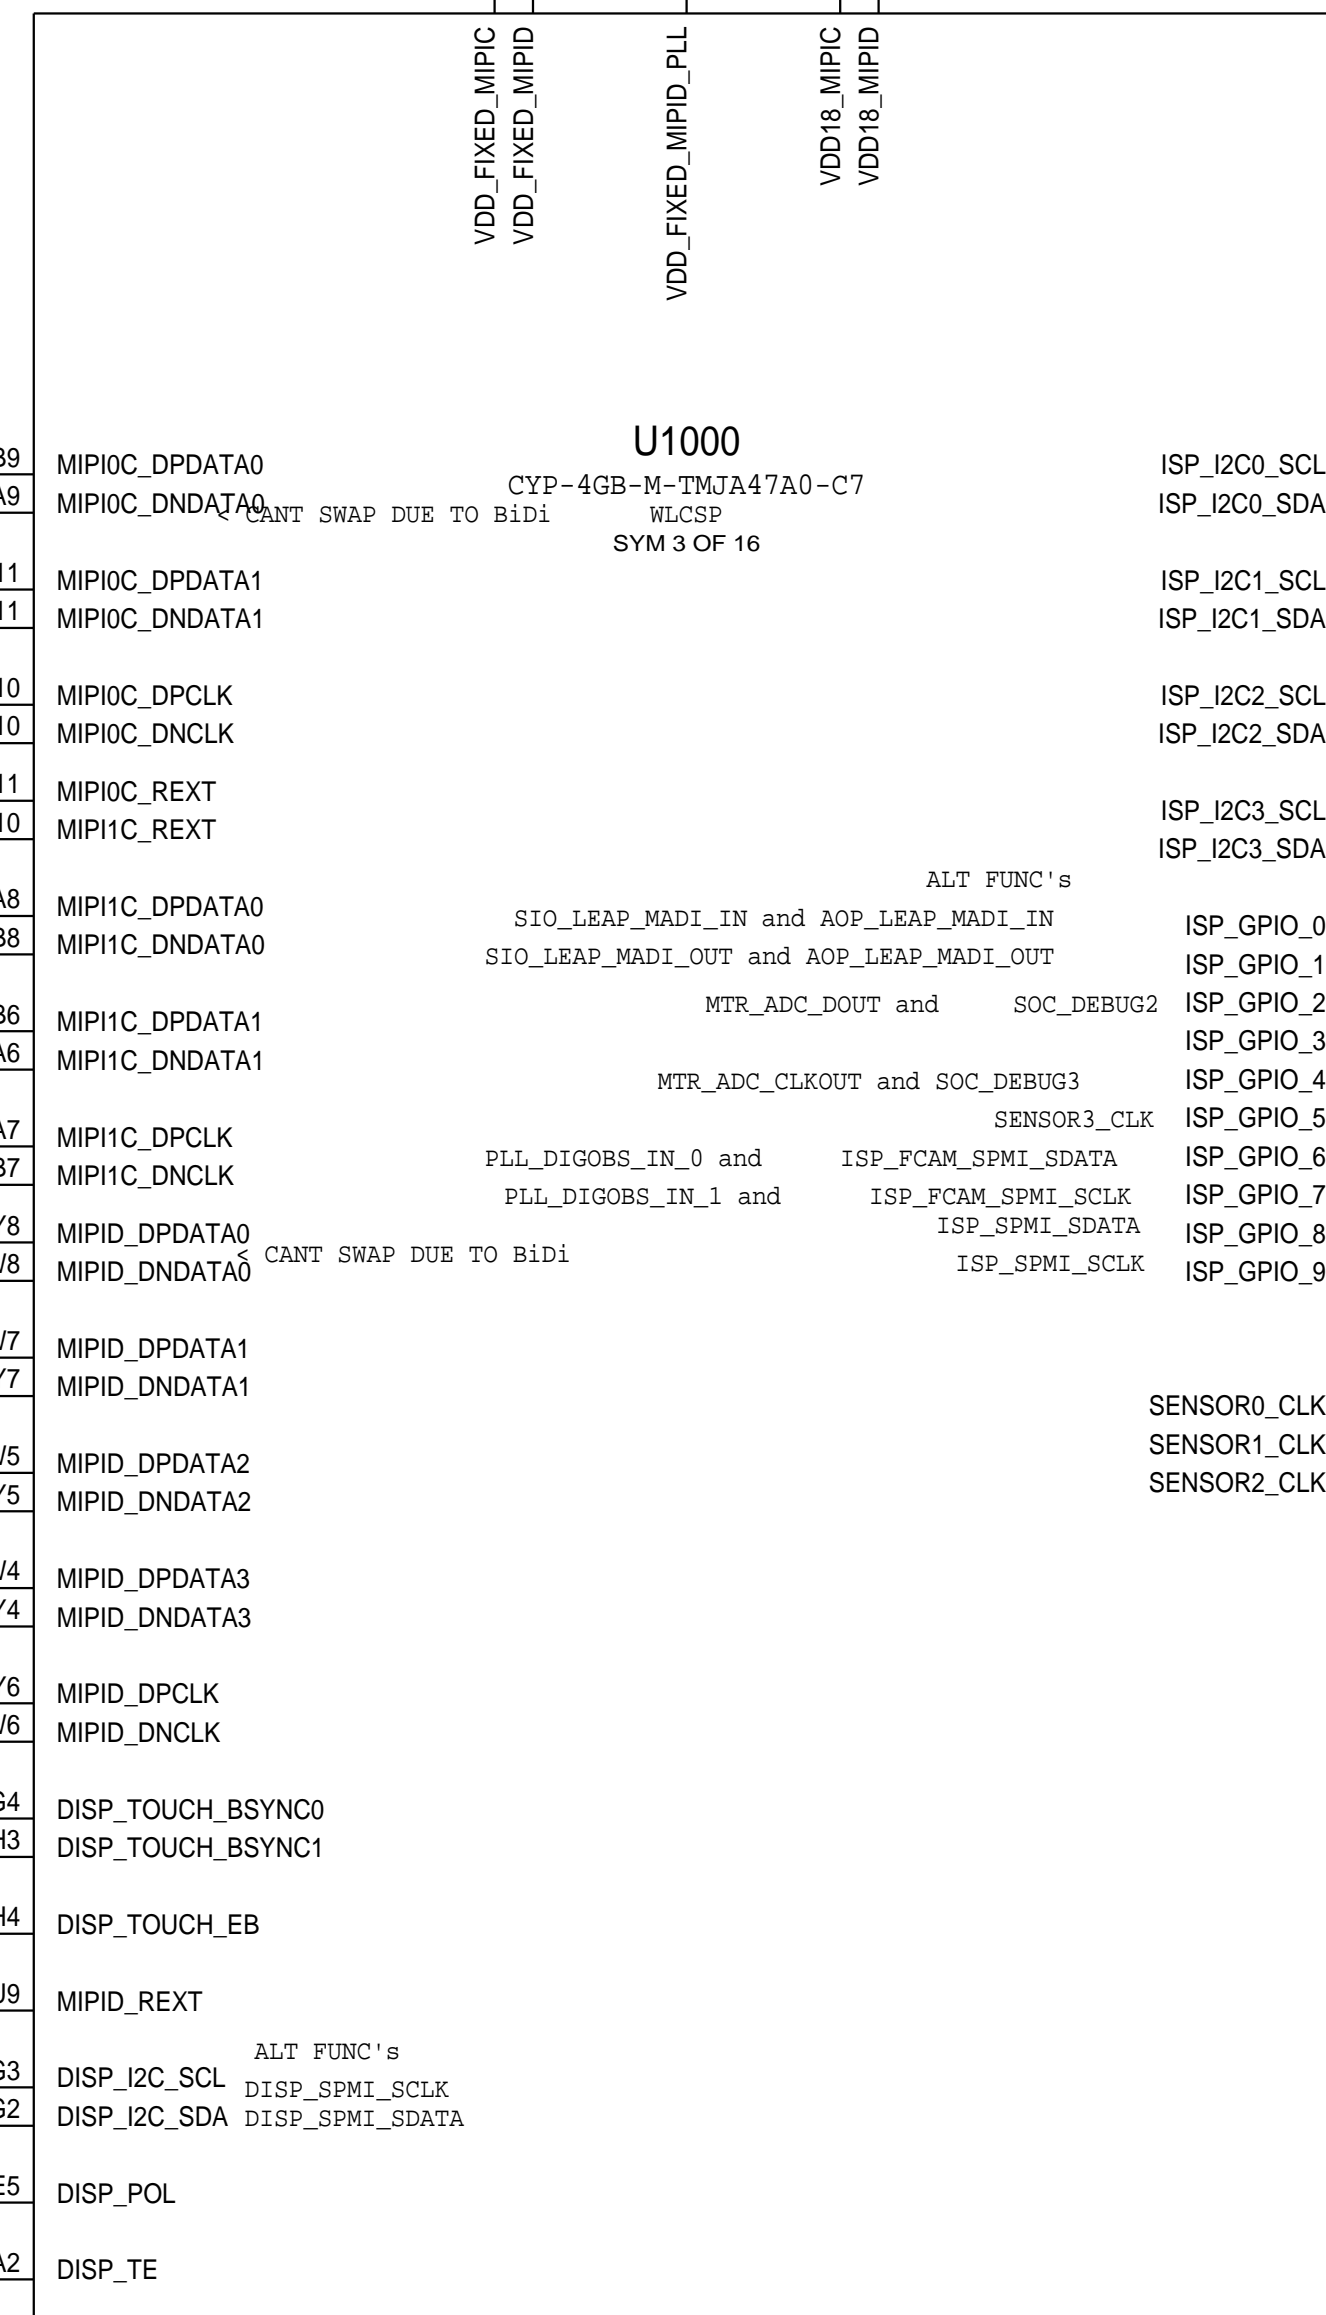 VDD_FIXED_MIPIC
VDD_FIXED_MIPID
VDD_FIXED_MIPID_PLL
VDD18_MIPIC
VDD18_MIPID
U1000
CYP-4GB-M-TMJA47A0-C7
WLCSP
SYM 3 OF 16
MIPI0C_DPDATA0
MIPI0C_DNDATA0
< CANT SWAP DUE TO BiDi
MIPI0C_DPDATA1
MIPI0C_DNDATA1
MIPI0C_DPCLK
MIPI0C_DNCLK
MIPI0C_REXT
MIPI1C_REXT
MIPI1C_DPDATA0
MIPI1C_DNDATA0
MIPI1C_DPDATA1
MIPI1C_DNDATA1
MIPI1C_DPCLK
MIPI1C_DNCLK
MIPID_DPDATA0
< CANT SWAP DUE TO BiDi
MIPID_DNDATA0
MIPID_DPDATA1
MIPID_DNDATA1
MIPID_DPDATA2
MIPID_DNDATA2
MIPID_DPDATA3
MIPID_DNDATA3
MIPID_DPCLK
MIPID_DNCLK
DISP_TOUCH_BSYNC0
DISP_TOUCH_BSYNC1
DISP_TOUCH_EB
MIPID_REXT
ALT FUNC's
DISP_I2C_SCL DISP_SPMI_SCLK
DISP_I2C_SDA DISP_SPMI_SDATA
DISP_POL
DISP_TE
ISP_I2C0_SCL
ISP_I2C0_SDA
ISP_I2C1_SCL
ISP_I2C1_SDA
ISP_I2C2_SCL
ISP_I2C2_SDA
ISP_I2C3_SCL
ISP_I2C3_SDA
ALT FUNC's
SIO_LEAP_MADI_IN and AOP_LEAP_MADI_IN ISP_GPIO_0
SIO_LEAP_MADI_OUT and AOP_LEAP_MADI_OUT ISP_GPIO_1
MTR_ADC_DOUT and SOC_DEBUG2 ISP_GPIO_2
ISP_GPIO_3
MTR_ADC_CLKOUT and SOC_DEBUG3 ISP_GPIO_4
SENSOR3_CLK ISP_GPIO_5
PLL_DIGOBS_IN_0 and ISP_FCAM_SPMI_SDATA ISP_GPIO_6
PLL_DIGOBS_IN_1 and ISP_FCAM_SPMI_SCLK ISP_GPIO_7
ISP_SPMI_SDATA ISP_GPIO_8
ISP_SPMI_SCLK ISP_GPIO_9
SENSOR0_CLK
SENSOR1_CLK
SENSOR2_CLK